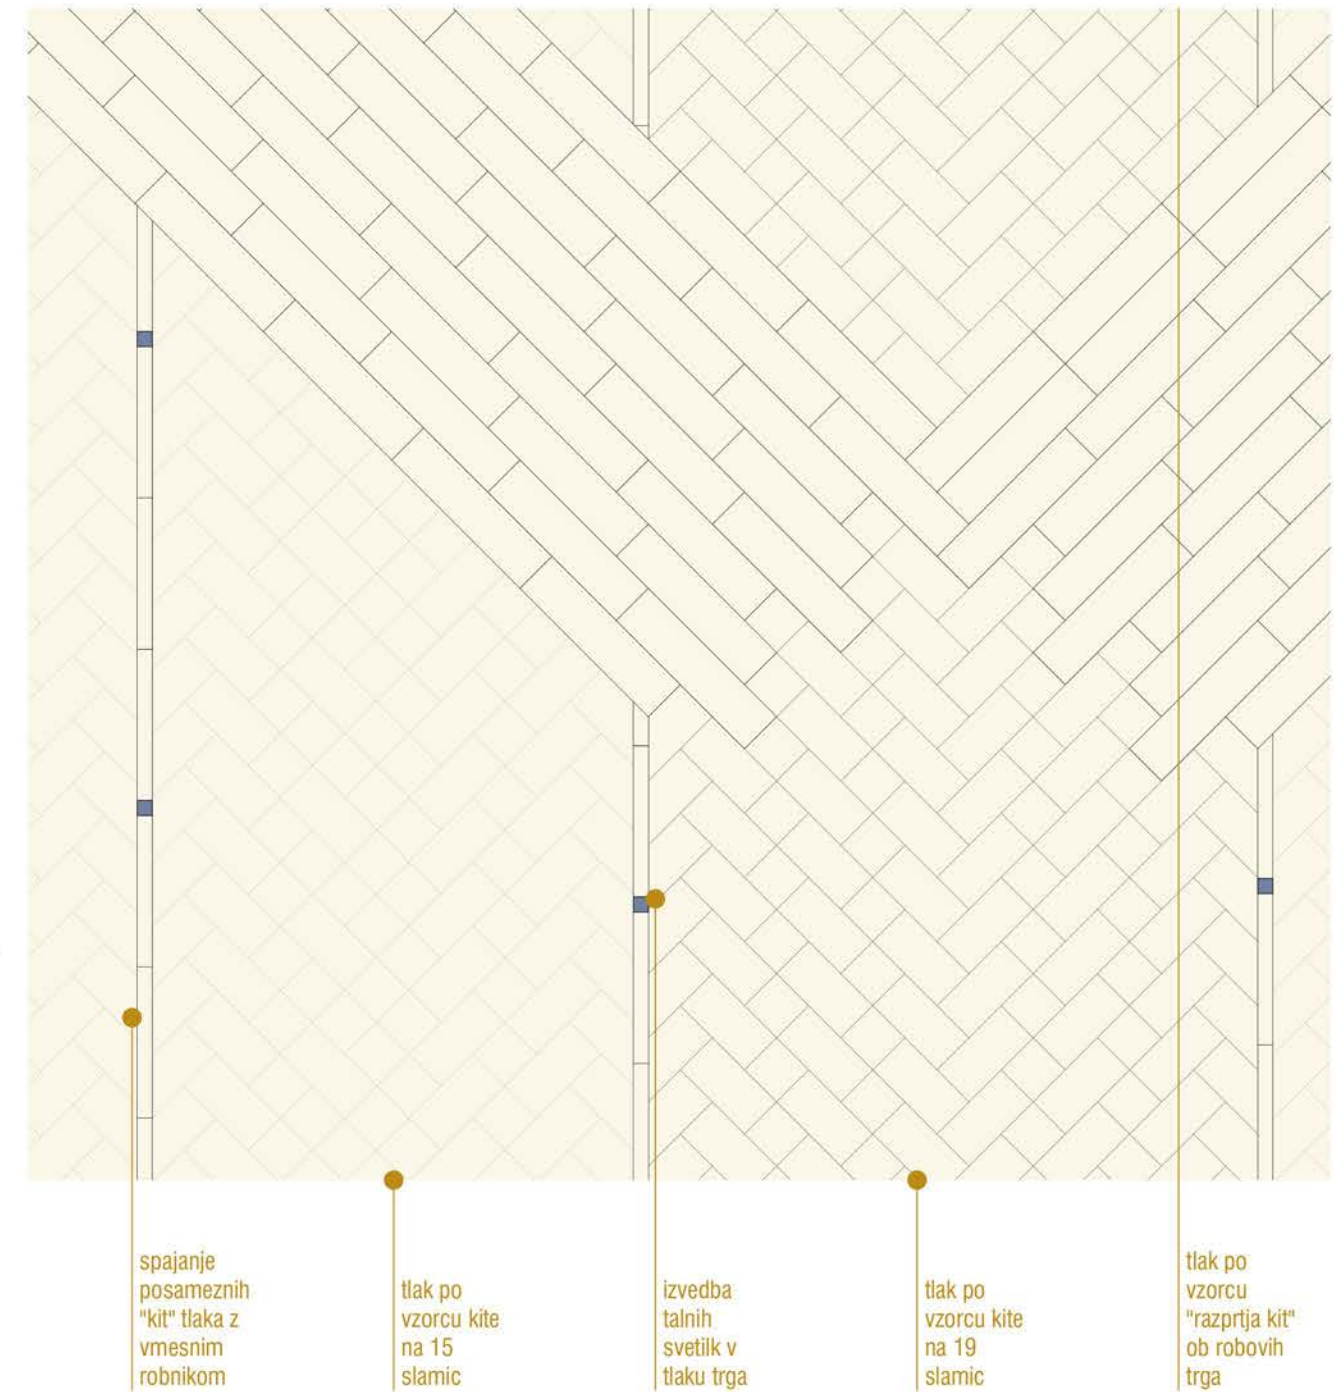 spajanje
posameznih
"kit" tlaka z
vmesnim
robnikom
tlak po
vzorcu kite
na 15
slamic
izvedba
talnih
svetilk v
tlaku trga
tlak po
vzorcu kite
na 19
slamic
tlak po
vzorcu
"razprtja kit"
ob robovih
trga